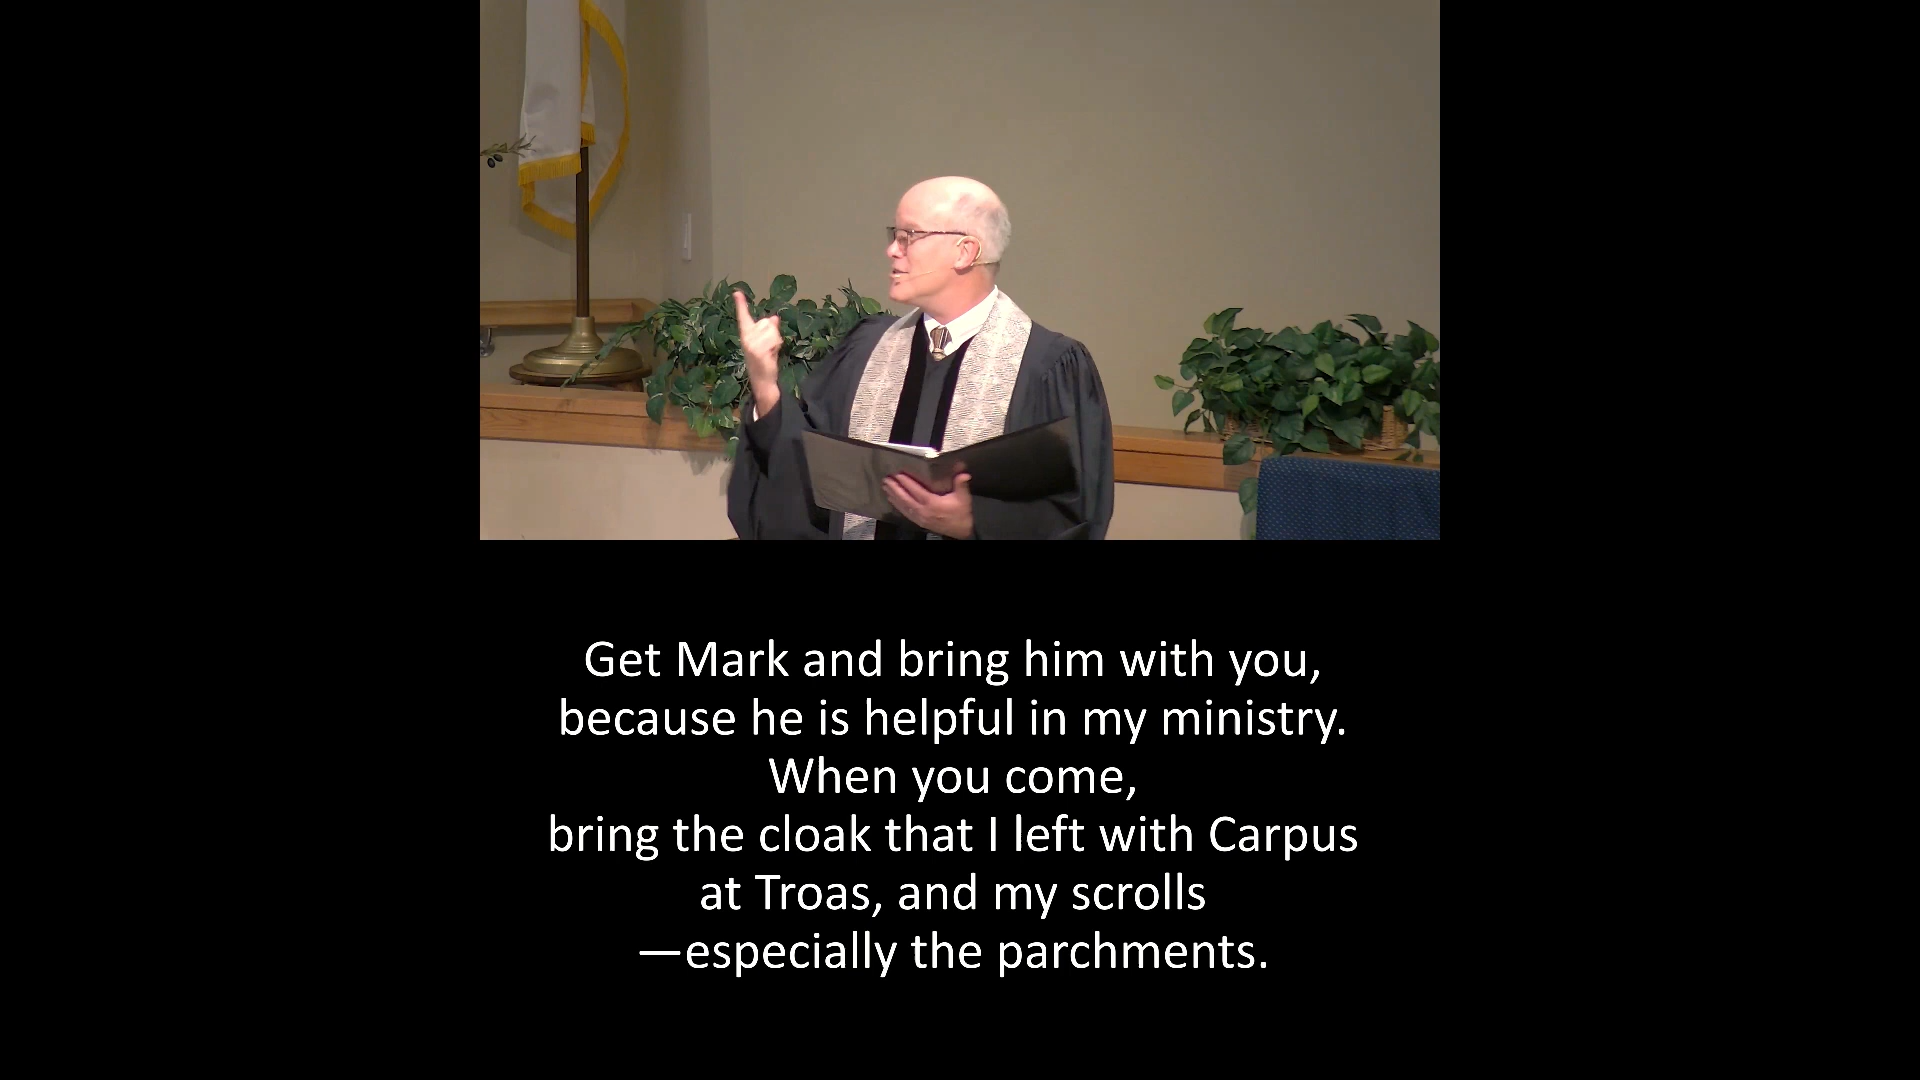 Get Mark and bring him with you,
because he is helpful in my ministry.
When you come,
bring the cloak that I left with Carpus
at Troas, and my scrolls
—especially the parchments.